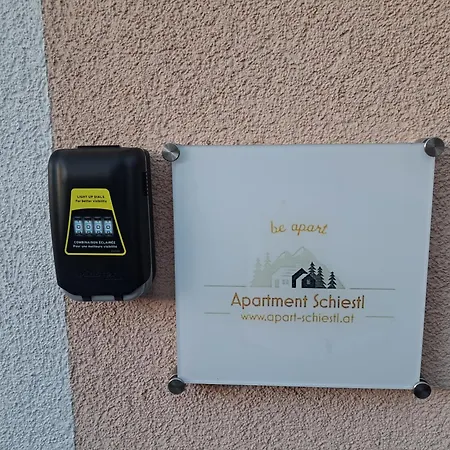 LIGHT UP DIALS
for better visibility
COMBINAISON ÉCLAIRÉE
Pour une meilleure visibilité
be apart
Apartment Schiestl
www.apart-schiestl.at